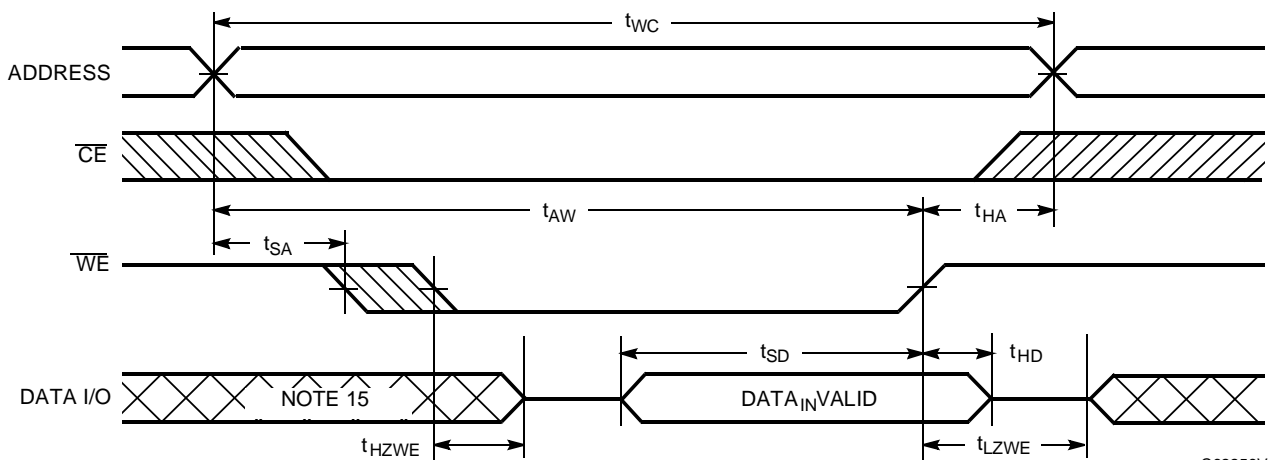 tWC
ADDRESS
CE
tAW
tHA
tSA
WE
tSD
tHD
DATA I/O
NOTE 15
DATAINVALID
tHZWE
tLZWE